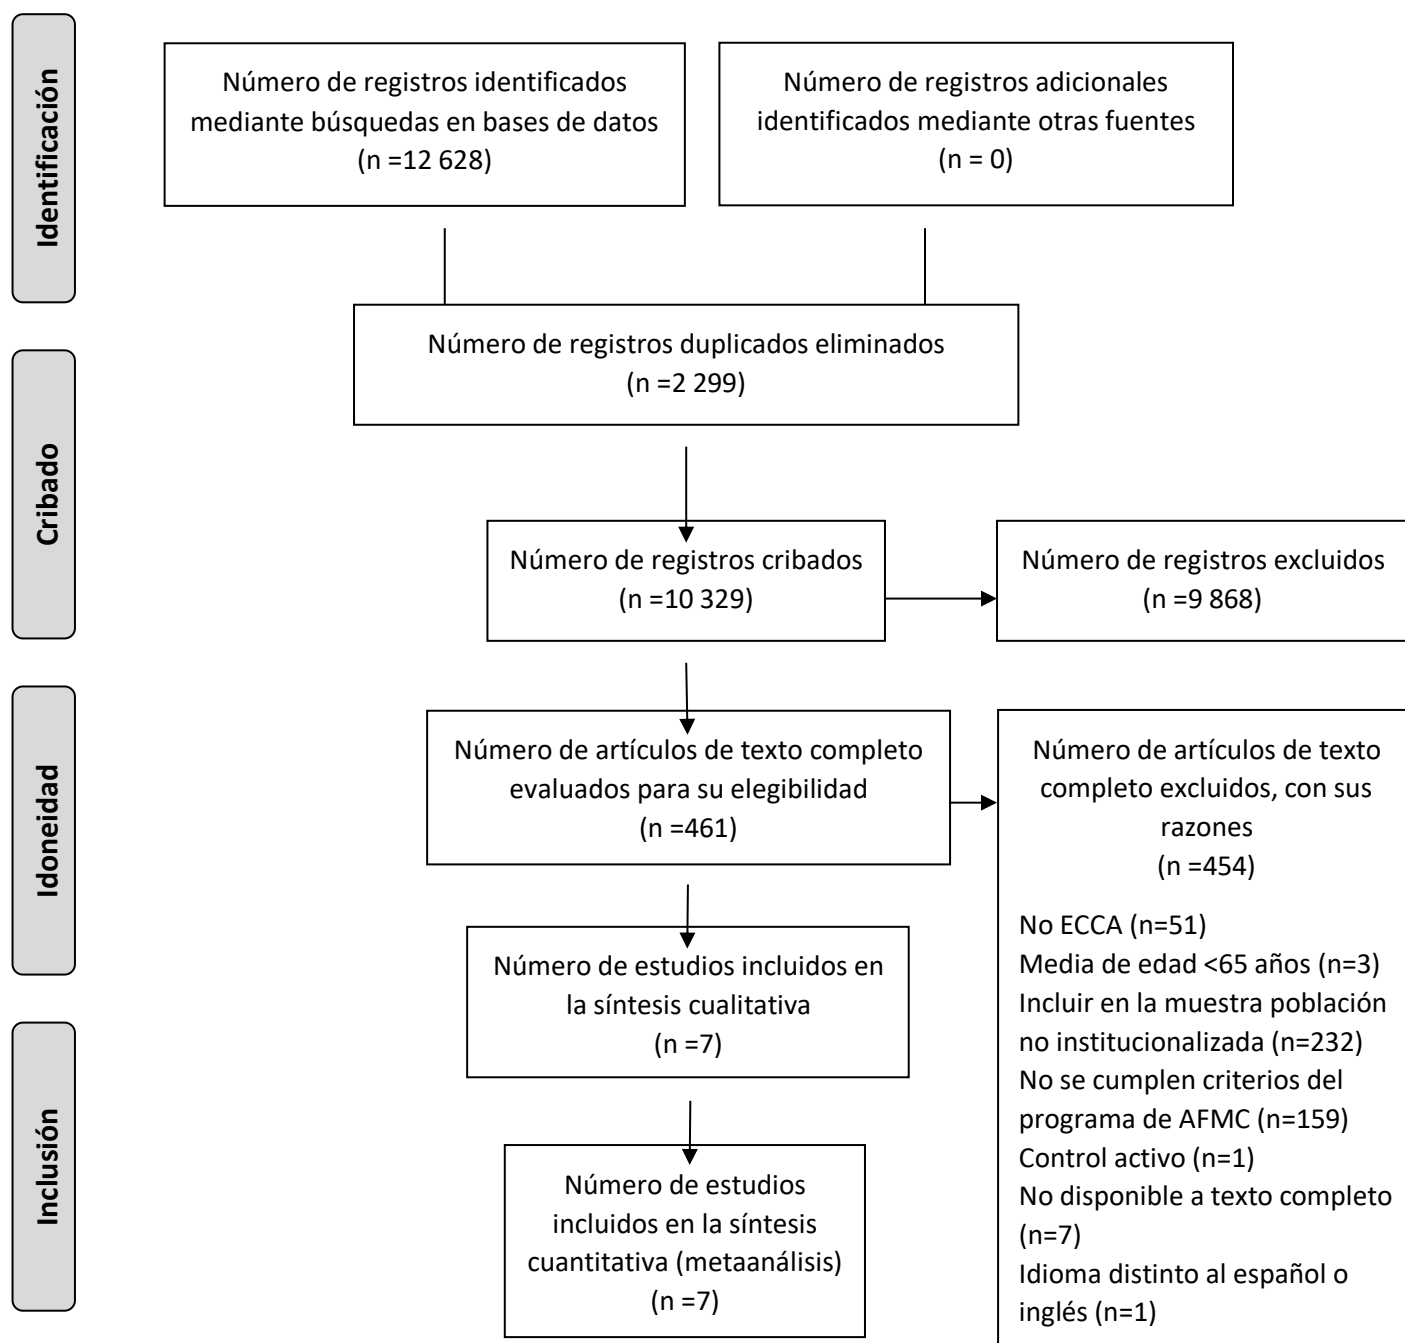 Identificación
Número de registros identificados
mediante búsquedas en bases de datos
(n =12 628)
Número de registros adicionales
identificados mediante otras fuentes
(n = 0)
Número de registros duplicados eliminados
(n =2 299)
Cribado
Número de registros cribados
(n =10 329)
Número de registros excluidos
(n =9 868)
Idoneidad
Número de artículos de texto completo
evaluados para su elegibilidad
(n =461)
Número de artículos de texto
completo excluidos, con sus
razones
(n =454)
No ECCA (n=51)
Media de edad <65 años (n=3)
Incluir en la muestra población
no institucionalizada (n=232)
No se cumplen criterios del
programa de AFMC (n=159)
Control activo (n=1)
No disponible a texto completo
(n=7)
Idioma distinto al español o
inglés (n=1)
Número de estudios incluidos en
la síntesis cualitativa
(n =7)
Inclusión
Número de estudios
incluidos en la síntesis
cuantitativa (metaanálisis)
(n =7)